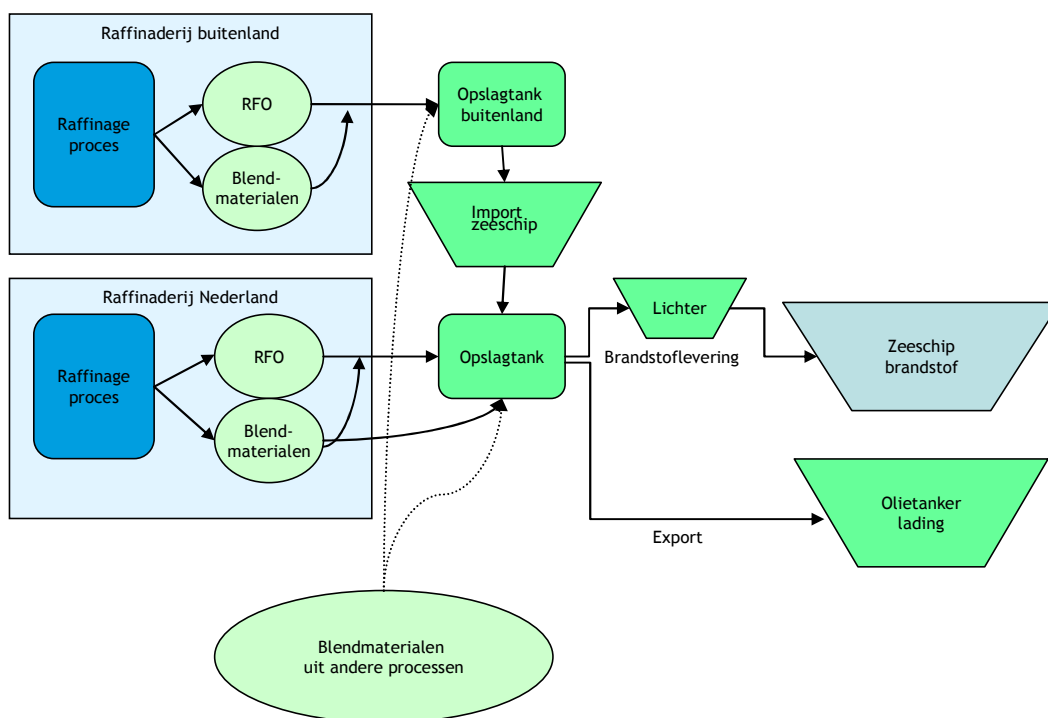 Raffinaderij buitenland
Raffinage
proces
RFO
Blend-
materialen
Opslagtank
buitenland
Import
zeeschip
Raffinaderij Nederland
Raffinage
proces
RFO
Blend-
materialen
Opslagtank
Lichter
Brandstoflevering
Zeeschip
brandstof
Olietanker
lading
Export
Blendmaterialen
uit andere processen